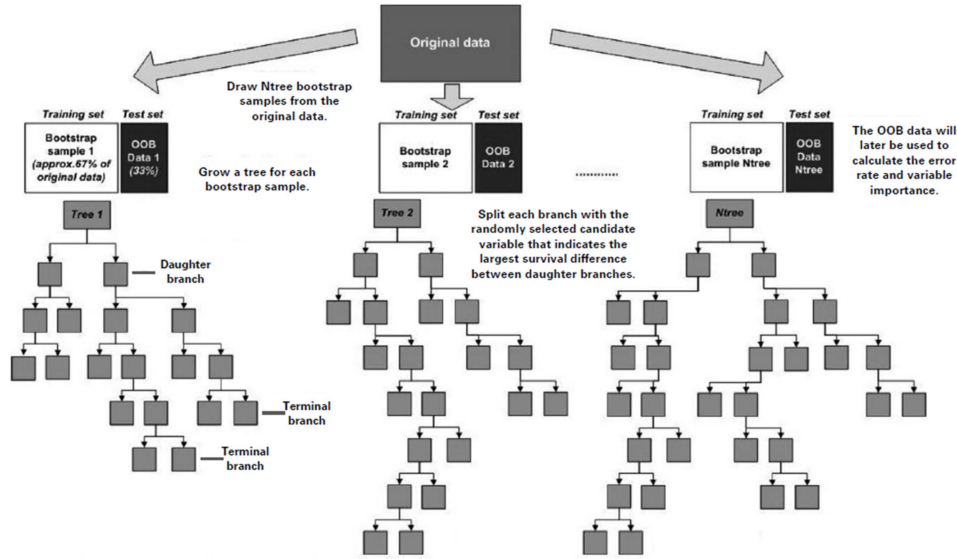 Original data
Draw Ntree bootstrap
samples from the
original data.
Training set
Test set
Bootstrap
sample 1
(approx.67% of
original data)
OOB
Data 1
(33%)
Grow a tree for each
bootstrap sample.
Training set
Test set
Bootstrap
sample 2
OOB
Data 2
............
Training set
Test set
Bootstrap
sample Ntree
OOB
Data
Ntree
The OOB data will
later be used to
calculate the error
rate and variable
importance.
Tree 1
Tree 2
Split each branch with the
randomly selected candidate
variable that indicates the
largest survival difference
between daughter branches.
Ntree
Daughter
branch
Terminal
branch
Terminal
branch